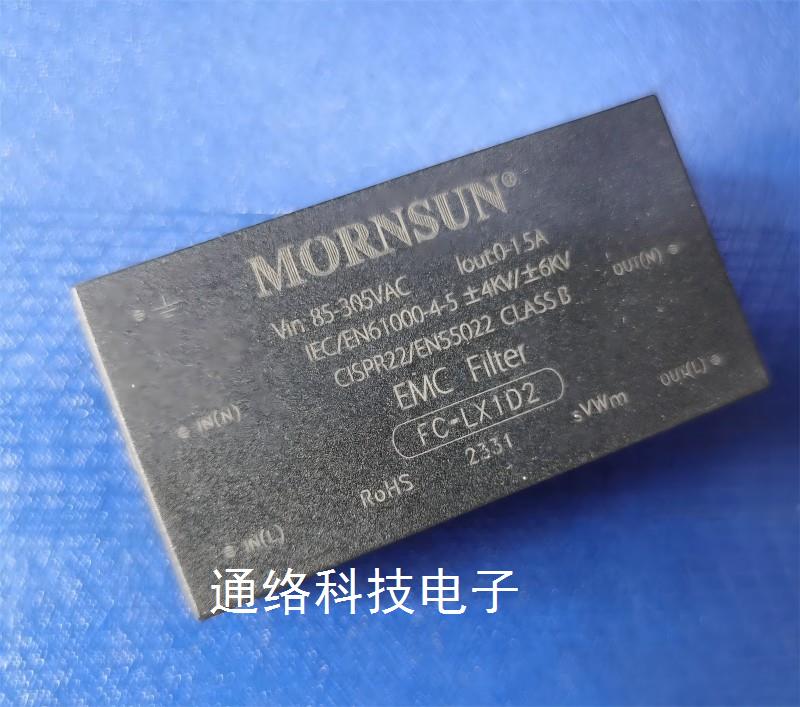 MORNSUN®
Vin 85-305VAC Iout:0-1.5A
IEC/EN61000-4-5 ±4KV/±6KV
CISPR22/EN55022 CLASS B
EMC Filter
FC-LX1D2
RoHS 2331 sVWm
IN(N)
IN(L)
OUT(N)
OUT(L)
通络科技电子